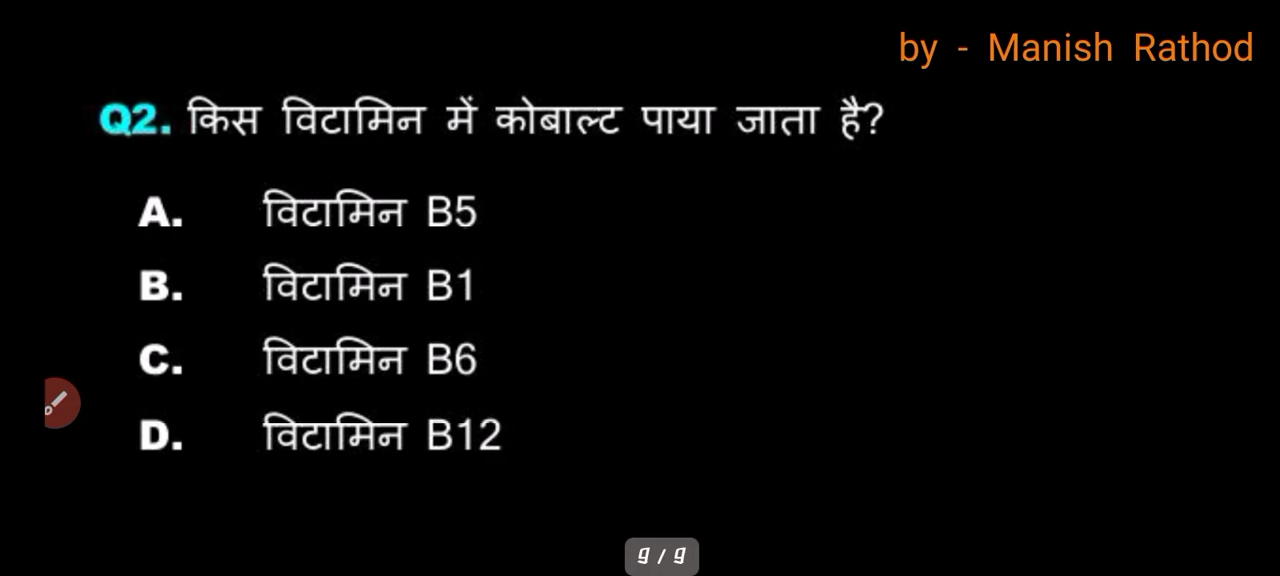 by - Manish Rathod
Q2. किस विटामिन में कोबाल्ट पाया जाता है?
A. विटामिन B5
B. विटामिन B1
C. विटामिन B6
D. विटामिन B12
9 / 9